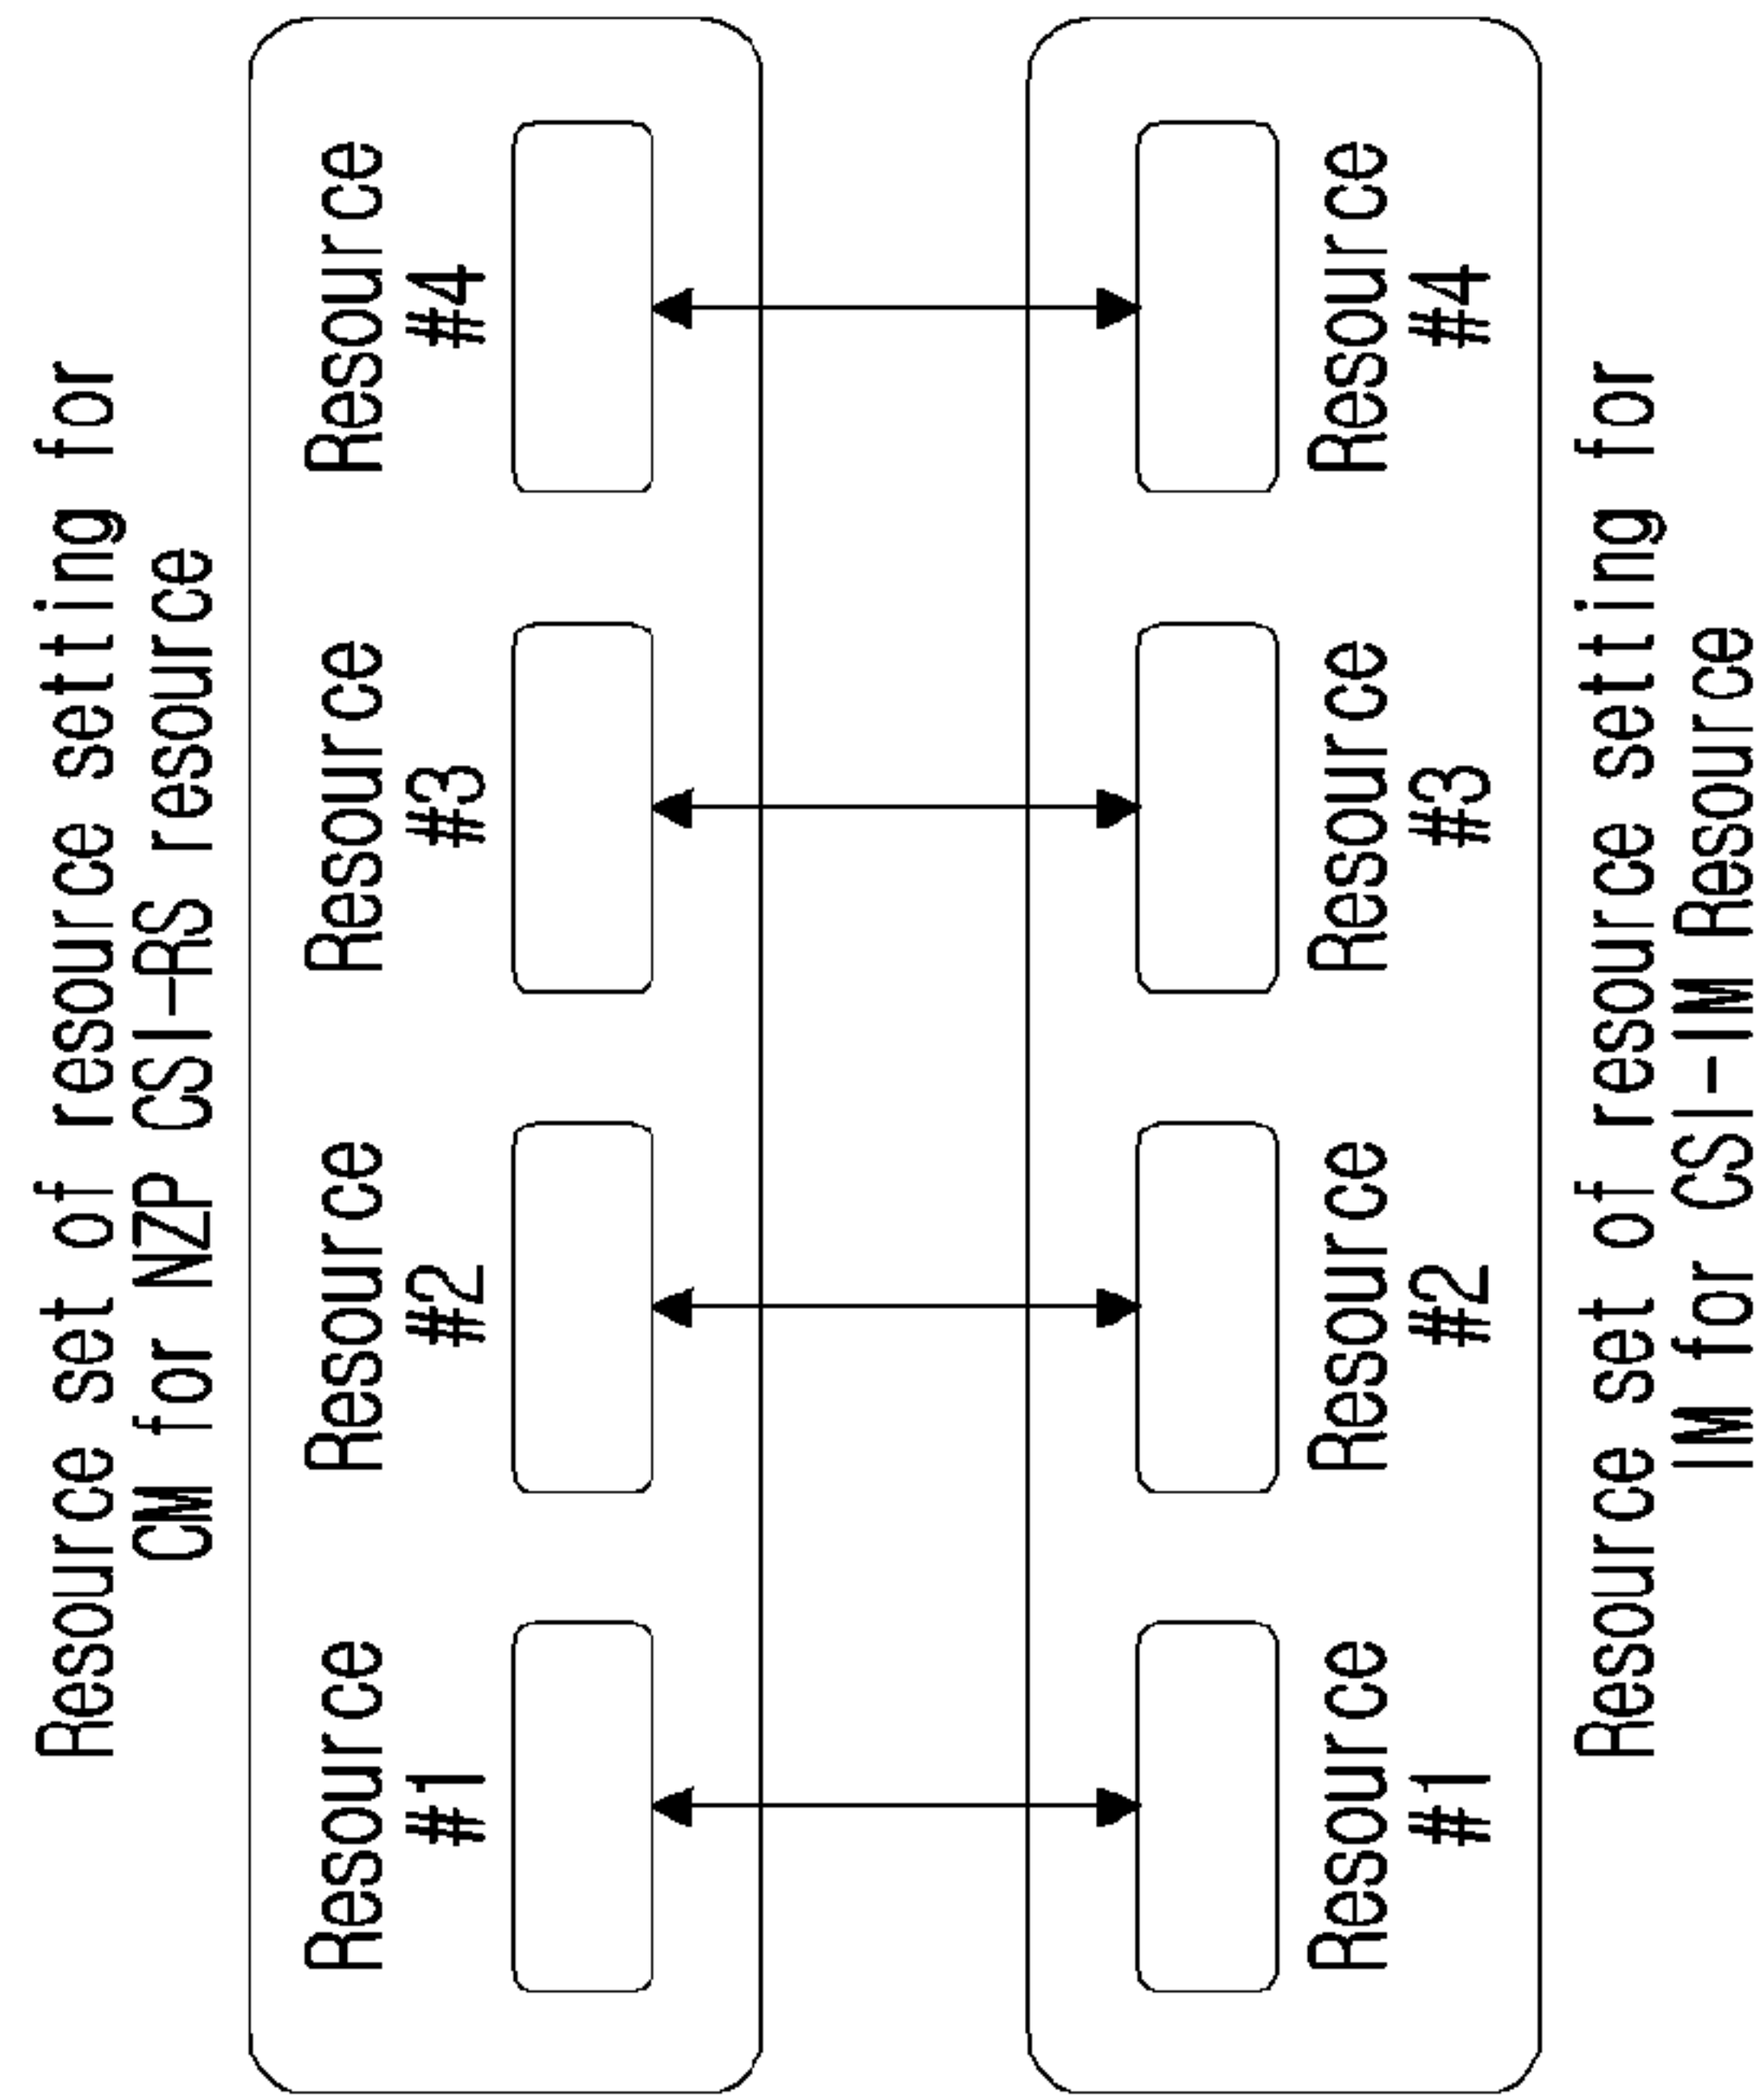 Resource set of resource setting for
CM for NZP CSI-RS resource
Resource
#1
Resource
#2
Resource
#3
Resource
#4
Resource
#1
Resource
#2
Resource
#3
Resource
#4
Resource set of resource setting for
IM for CSI-IM Resource